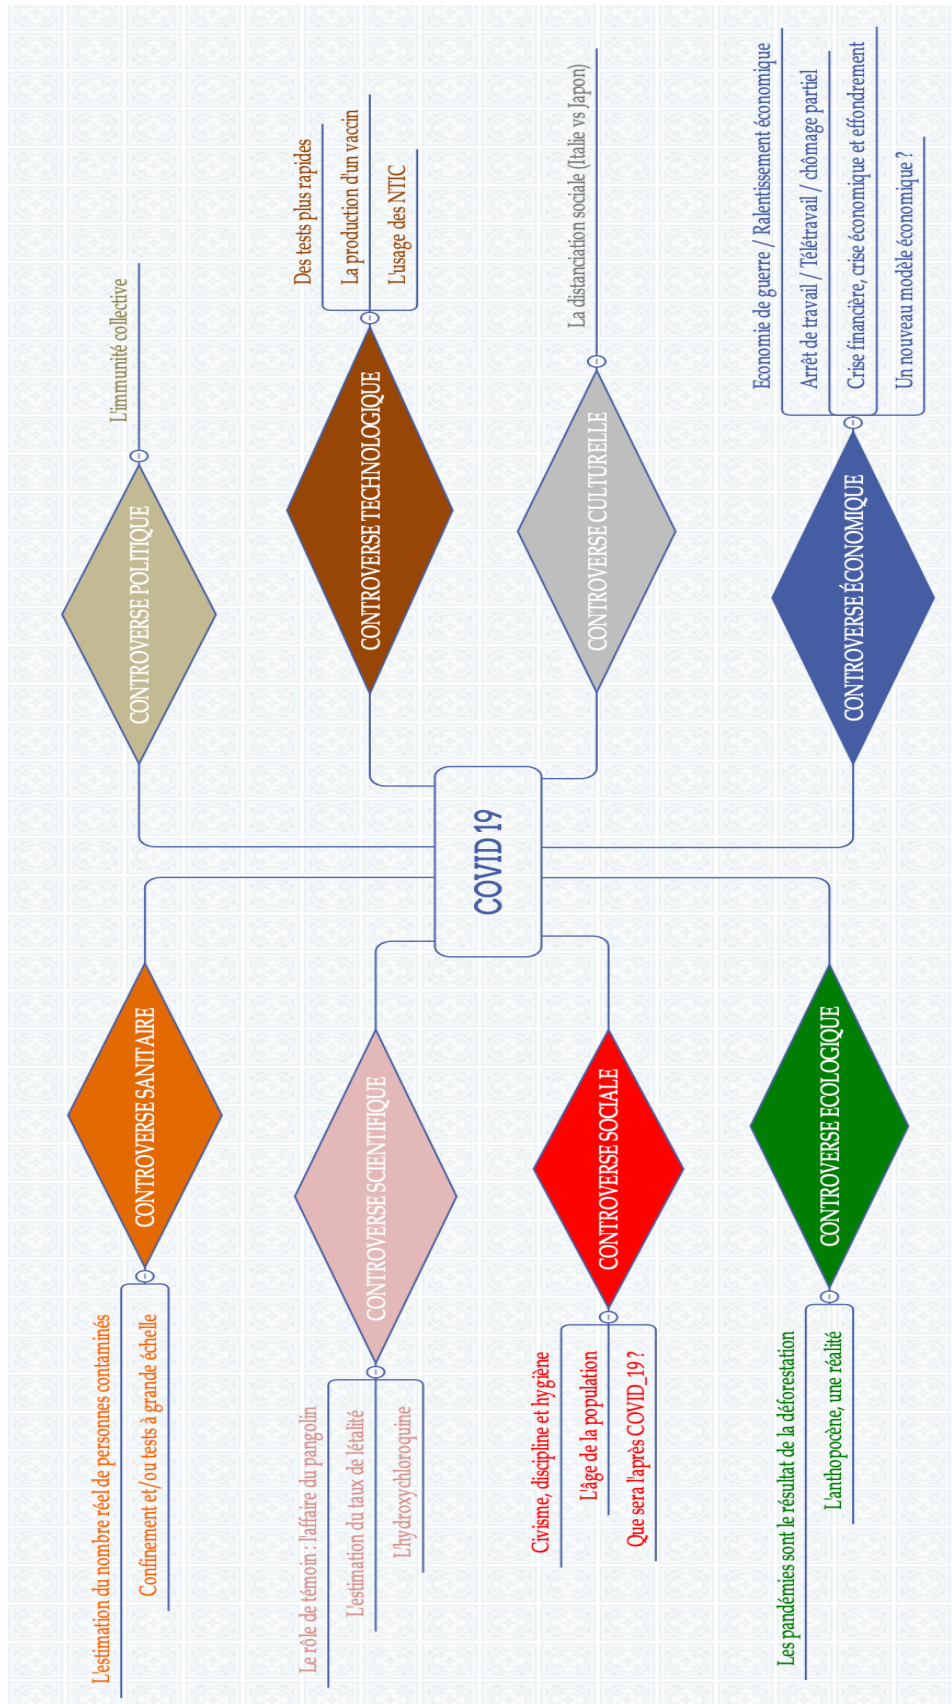 COVID 19
CONTROVERSE SANITAIRE
L'estimation du nombre réel de personnes contaminés
Confinement et/ou tests à grande échelle
CONTROVERSE SCIENTIFIQUE
Le rôle de témoin : l'affaire du pangolin
L'estimation du taux de létalité
L'hydroxychloroquine
CONTROVERSE SOCIALE
Civisme, discipline et hygiène
L'âge de la population
Que sera l'après COVID_19 ?
CONTROVERSE ECOLOGIQUE
Les pandémies sont le résultat de la déforestation
L'anthopocène, une réalité
CONTROVERSE POLITIQUE
L'immunité collective
CONTROVERSE TECHNOLOGIQUE
Des tests plus rapides
La production d'un vaccin
L'usage des NTIC
CONTROVERSE CULTURELLE
La distanciation sociale (Italie vs Japon)
CONTROVERSE ÉCONOMIQUE
Economie de guerre / Ralentissement économique
Arrêt de travail / Télétravail / chômage partiel
Crise financière, crise économique et effondrement
Un nouveau modèle économique ?